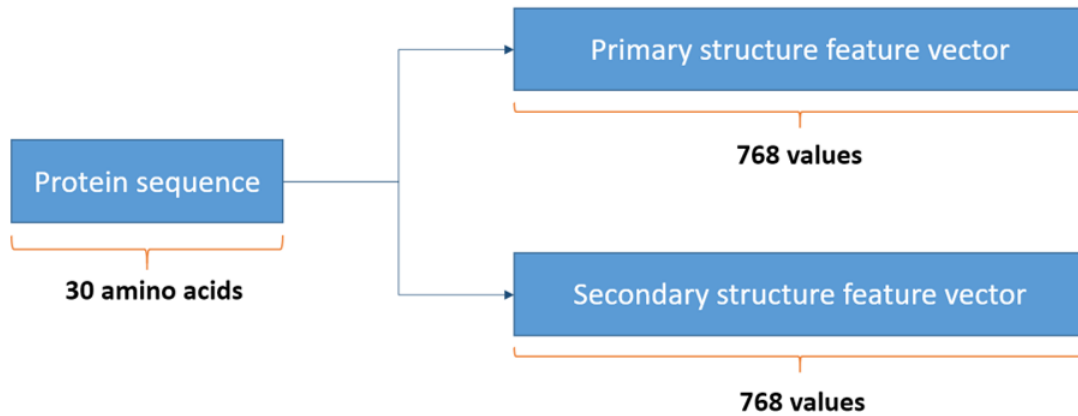 Primary structure feature vector
768 values
Protein sequence
30 amino acids
Secondary structure feature vector
768 values